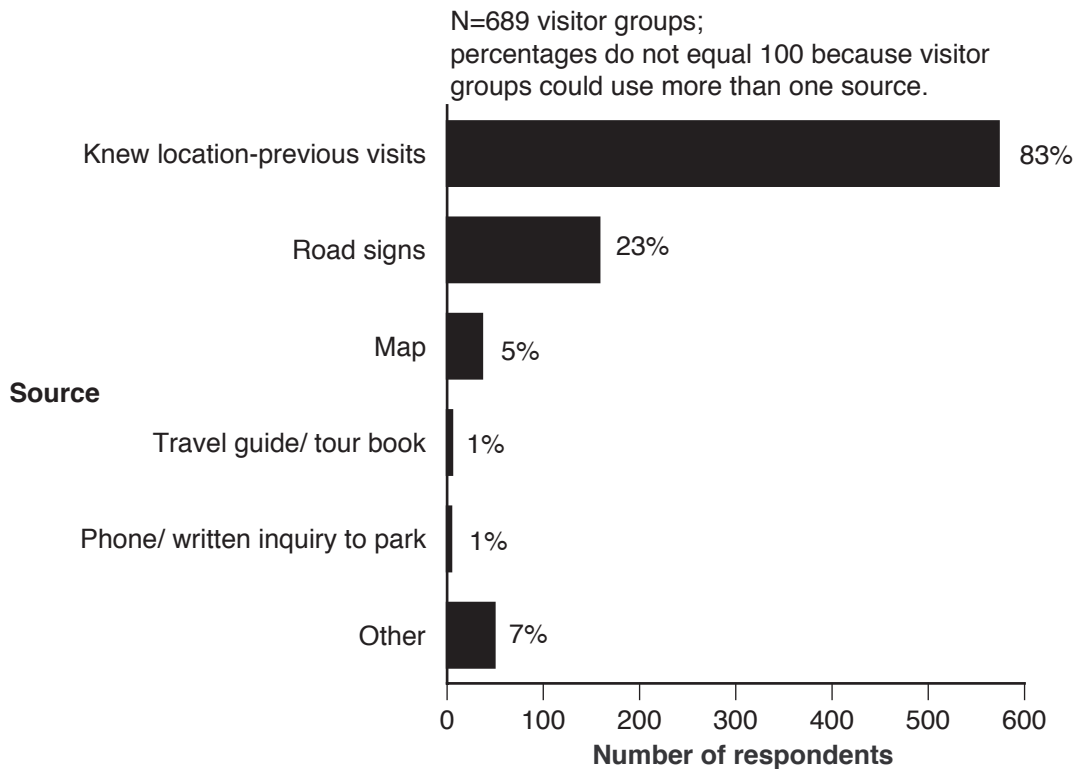 N=689 visitor groups;
percentages do not equal 100 because visitor
groups could use more than one source.
Knew location-previous visits 83%
Road signs 23%
Map 5%
Source
Travel guide/ tour book 1%
Phone/ written inquiry to park 1%
Other 7%
0 100 200 300 400 500 600
Number of respondents